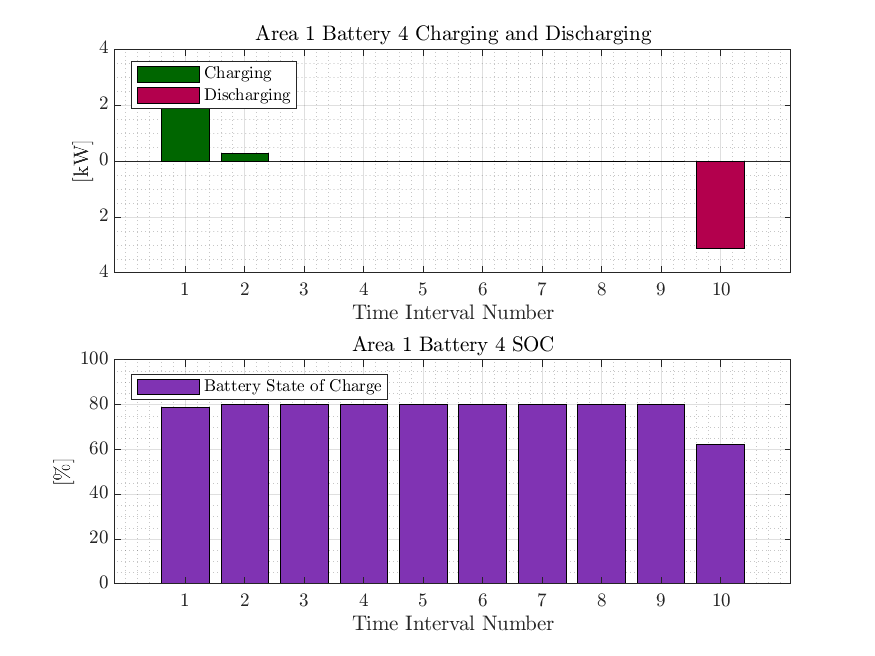 Area 1 Battery 4 Charging and Discharging
4
Charging
2
Discharging
[kW]
0
2
4
1 2 3 4 5 6 7 8 9 10
Time Interval Number
Area 1 Battery 4 SOC
100
Battery State of Charge
80
60
[%]
40
20
0
1 2 3 4 5 6 7 8 9 10
Time Interval Number